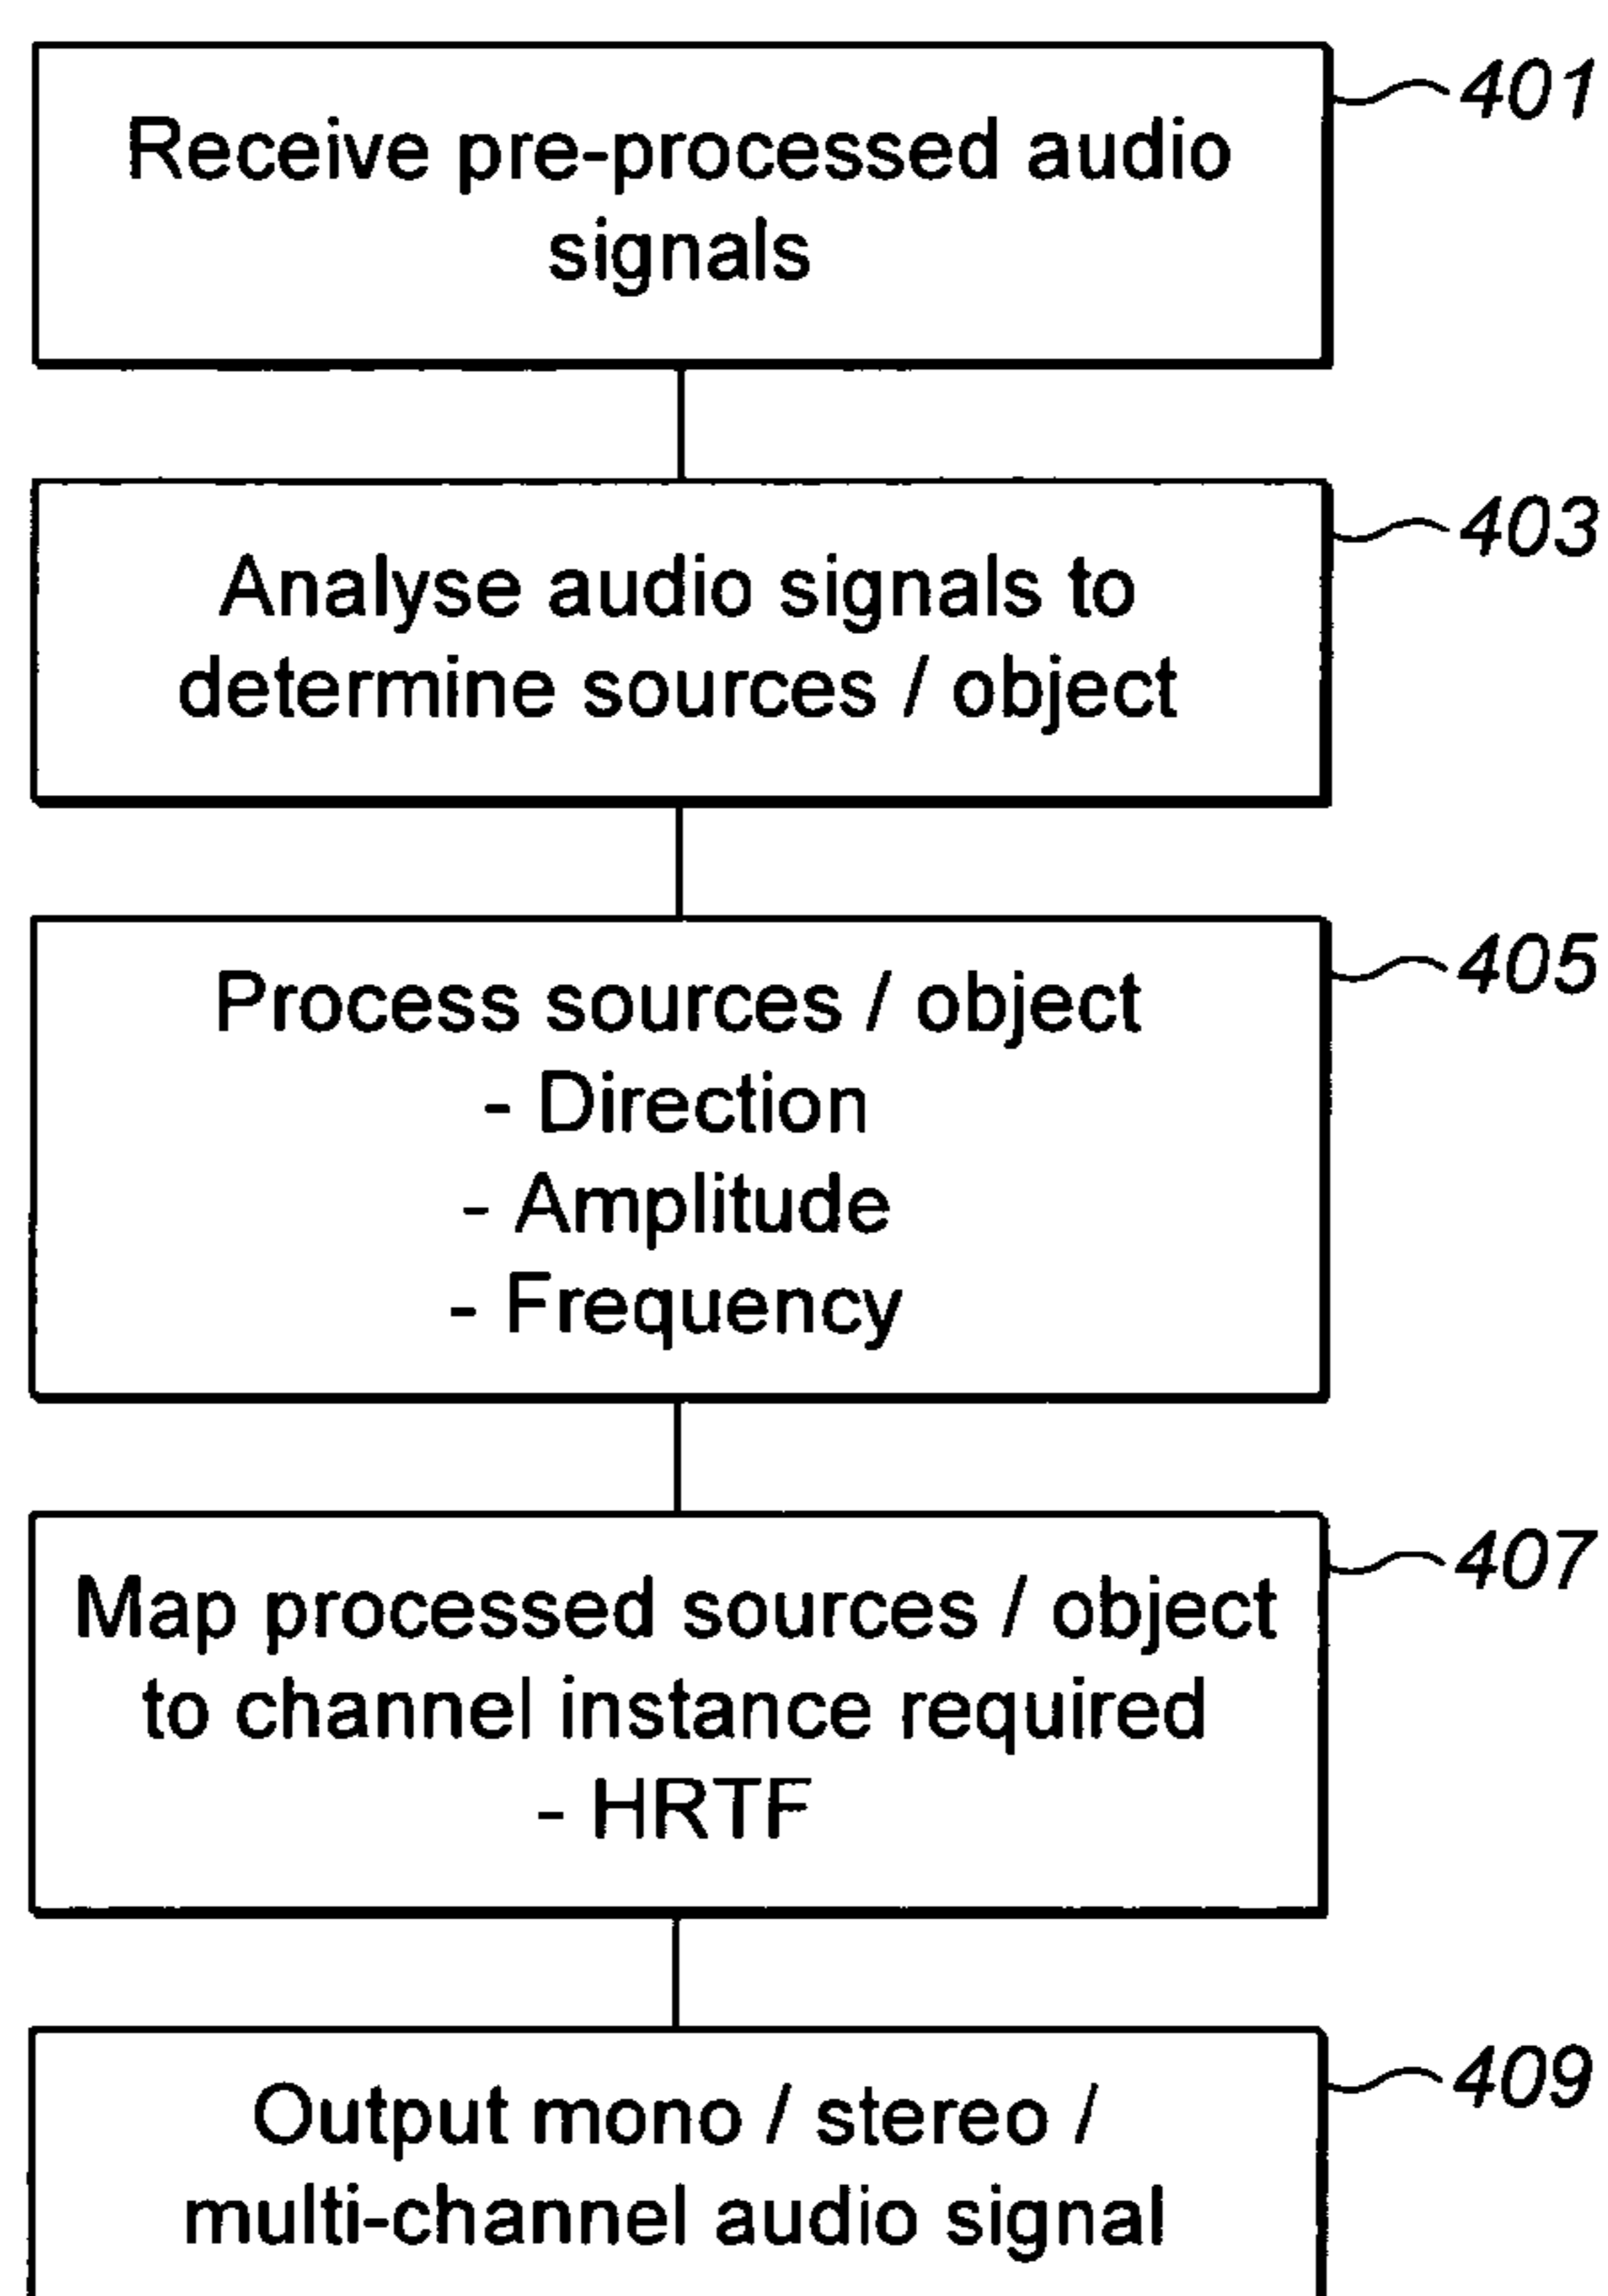 Receive pre-processed audio
signals
401
Analyse audio signals to
determine sources / object
403
Process sources / object
- Direction
- Amplitude
- Frequency
405
Map processed sources / object
to channel instance required
- HRTF
407
Output mono / stereo /
multi-channel audio signal
409